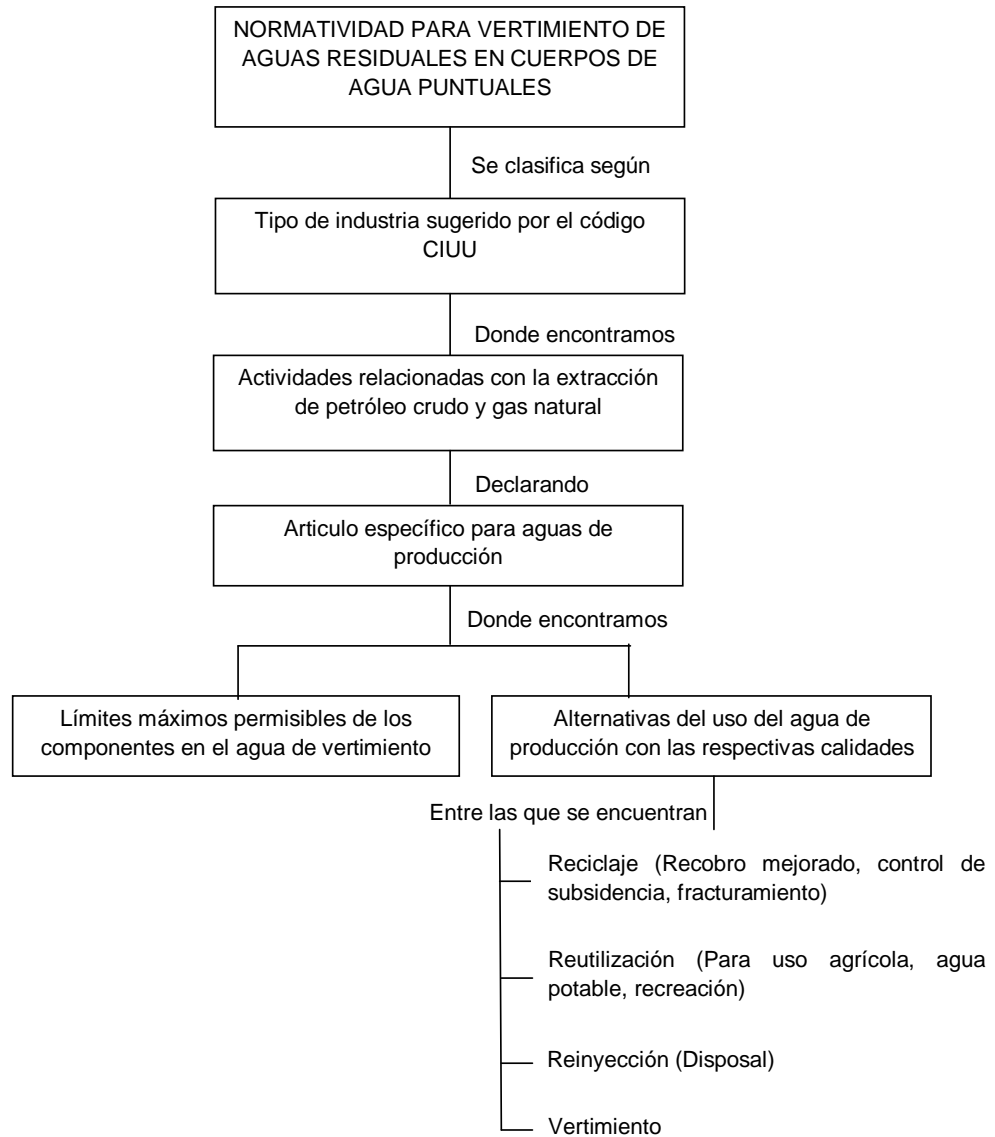 NORMATIVIDAD PARA VERTIMIENTO DE
AGUAS RESIDUALES EN CUERPOS DE
AGUA PUNTUALES
Se clasifica según
Tipo de industria sugerido por el código
CIUU
Donde encontramos
Actividades relacionadas con la extracción
de petróleo crudo y gas natural
Declarando
Articulo específico para aguas de
producción
Donde encontramos
Límites máximos permisibles de los
componentes en el agua de vertimiento
Alternativas del uso del agua de
producción con las respectivas calidades
Entre las que se encuentran
Reciclaje (Recobro mejorado, control de
subsidencia, fracturamiento)
Reutilización (Para uso agrícola, agua
potable, recreación)
Reinyección (Disposal)
Vertimiento